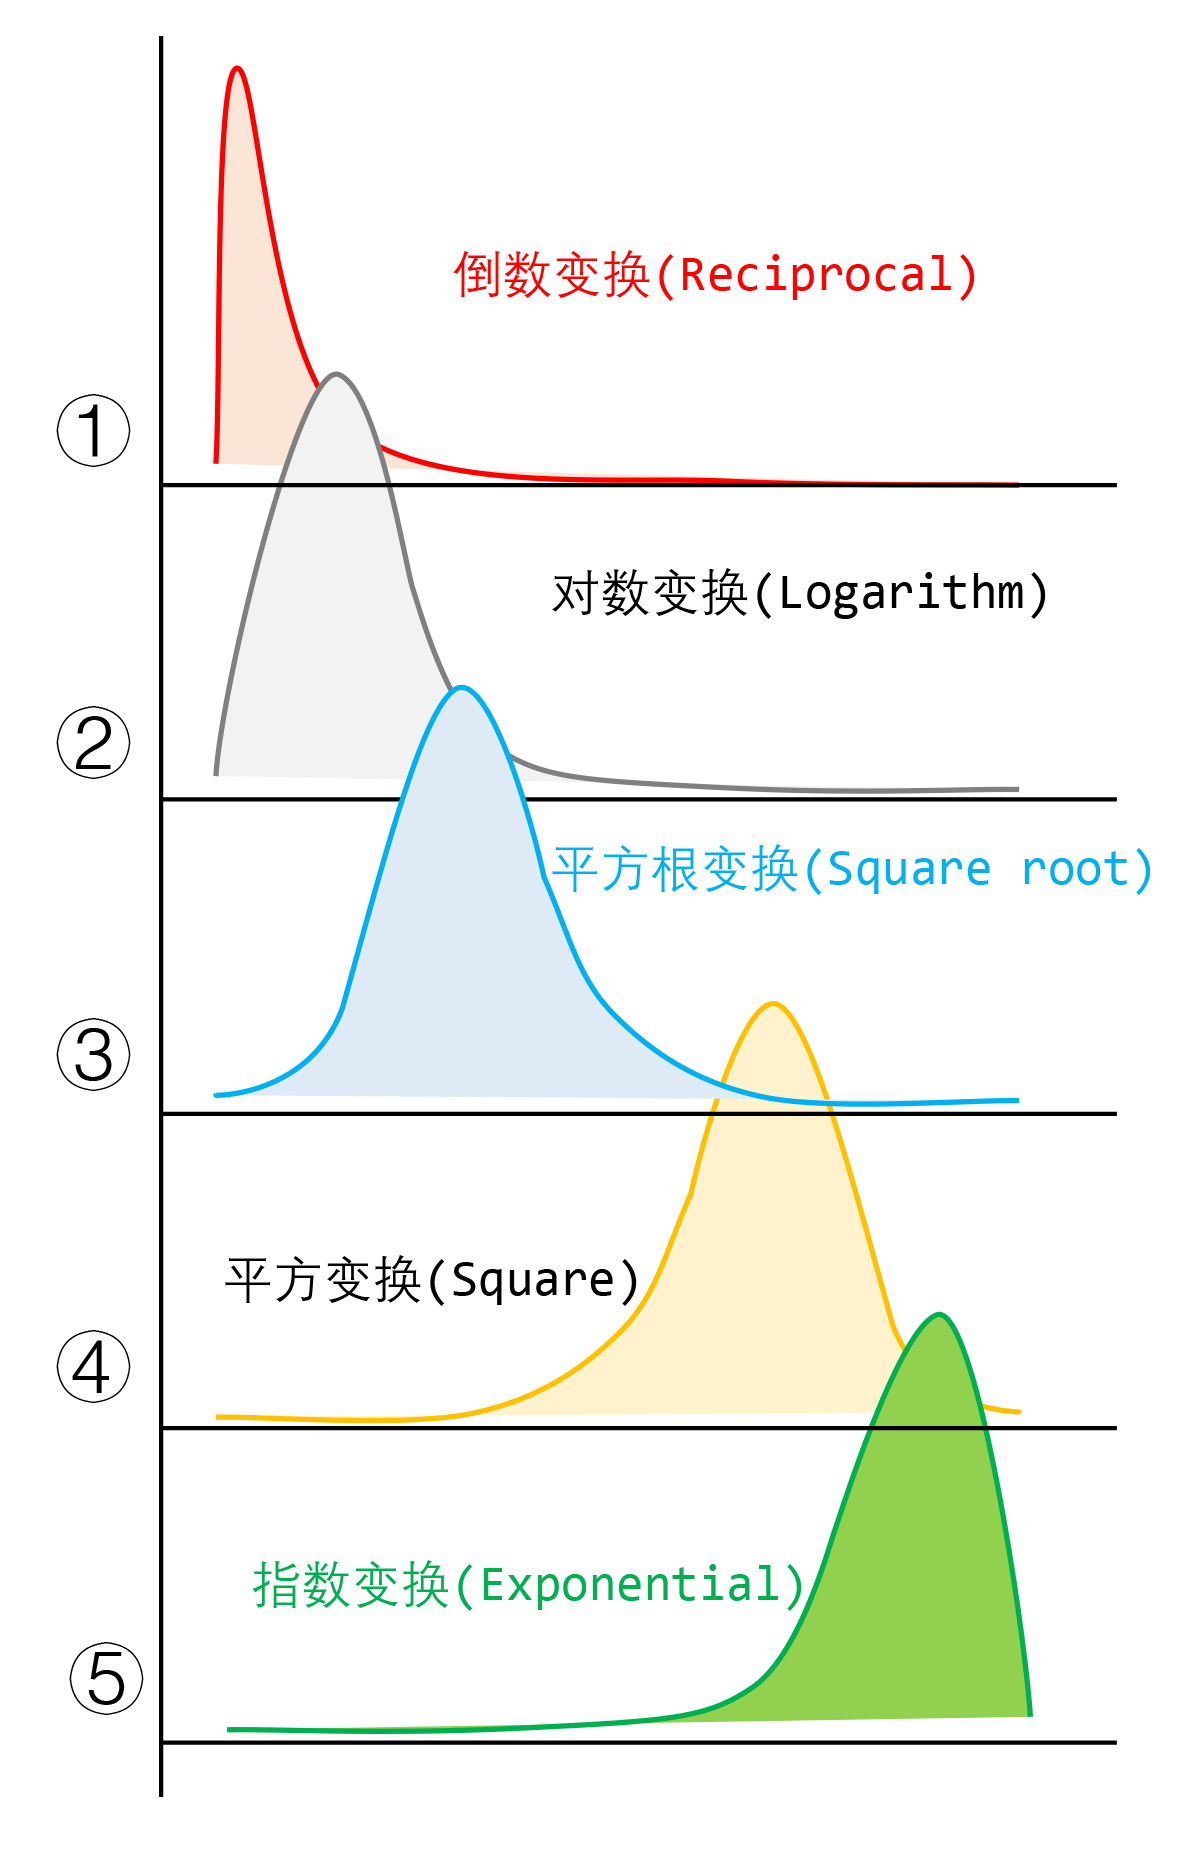 倒数变换(Reciprocal)
①
对数变换(Logarithm)
②
平方根变换(Square root)
③
平方变换(Square)
④
指数变换(Exponential)
⑤